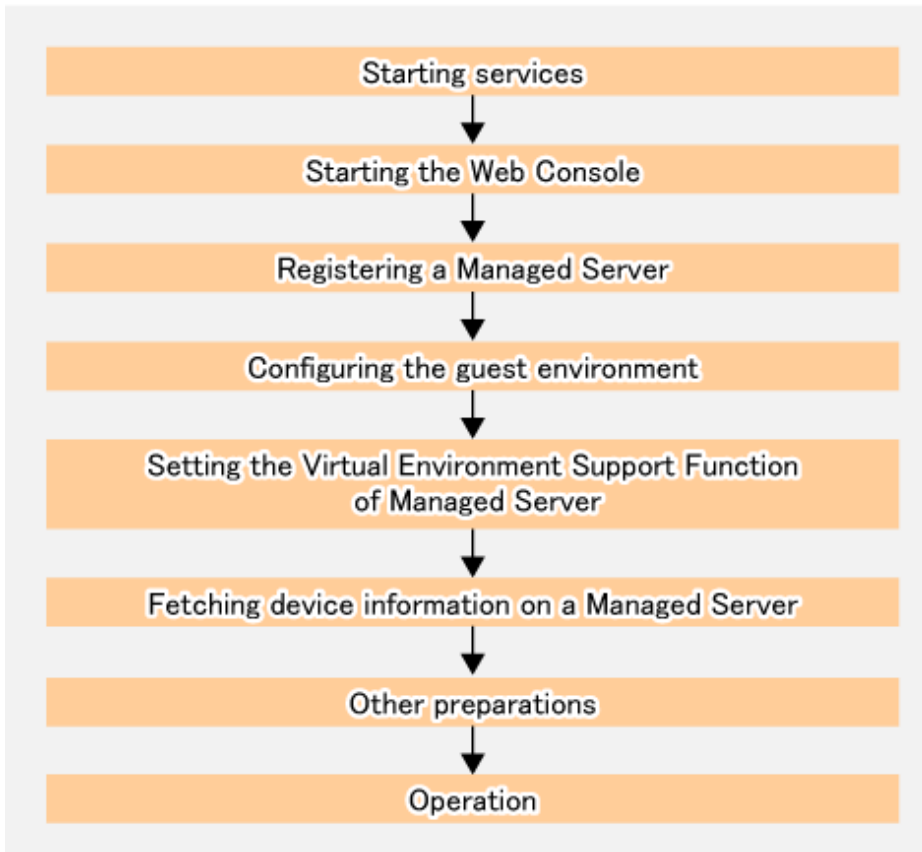 Starting services
Starting the Web Console
Registering a Managed Server
Configuring the guest environment
Setting the Virtual Environment Support Function
of Managed Server
Fetching device information on a Managed Server
Other preparations
Operation